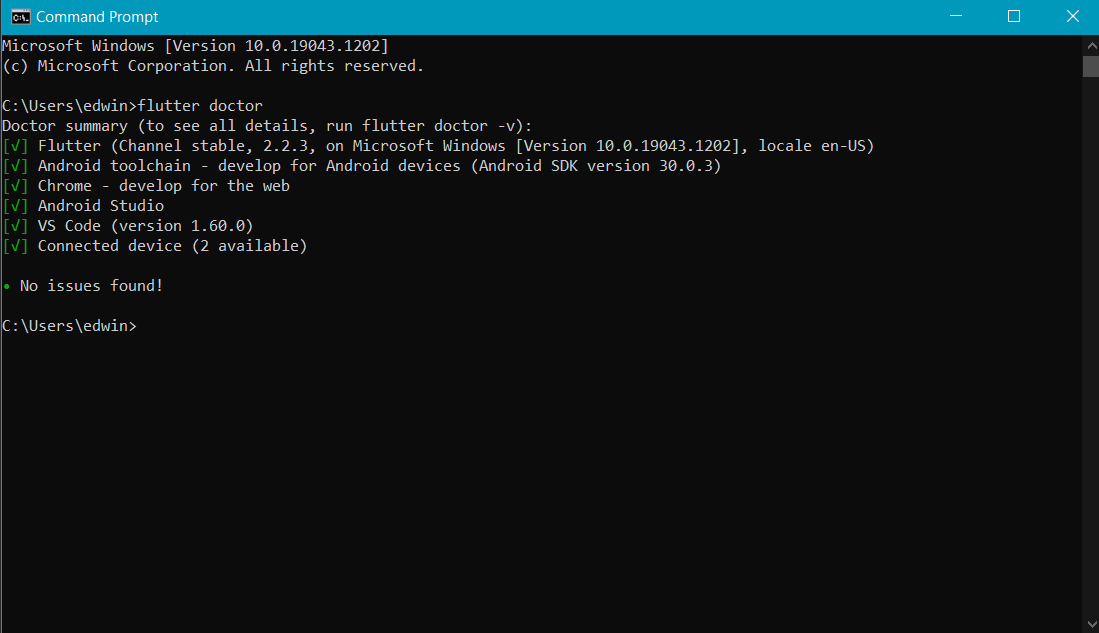 Command Prompt
Microsoft Windows [Version 10.0.19043.1202]
(c) Microsoft Corporation. All rights reserved.
C:\Users\edwin>flutter doctor
Doctor summary (to see all details, run flutter doctor -v):
[√] Flutter (Channel stable, 2.2.3, on Microsoft Windows [Version 10.0.19043.1202], locale en-US)
[√] Android toolchain - develop for Android devices (Android SDK version 30.0.3)
[√] Chrome - develop for the web
[√] Android Studio
[√] VS Code (version 1.60.0)
[√] Connected device (2 available)
• No issues found!
C:\Users\edwin>